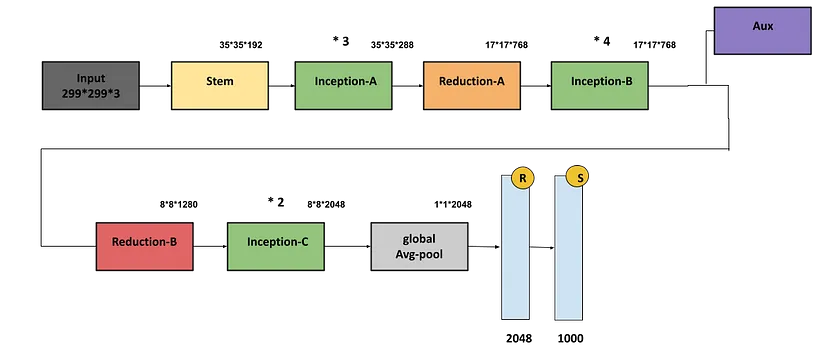 Aux
35*35*192
* 3
35*35*288
17*17*768
* 4
17*17*768
Input
299*299*3
Stem
Inception-A
Reduction-A
Inception-B
8*8*1280
* 2
8*8*2048
1*1*2048
R
S
Reduction-B
Inception-C
global
Avg-pool
2048
1000